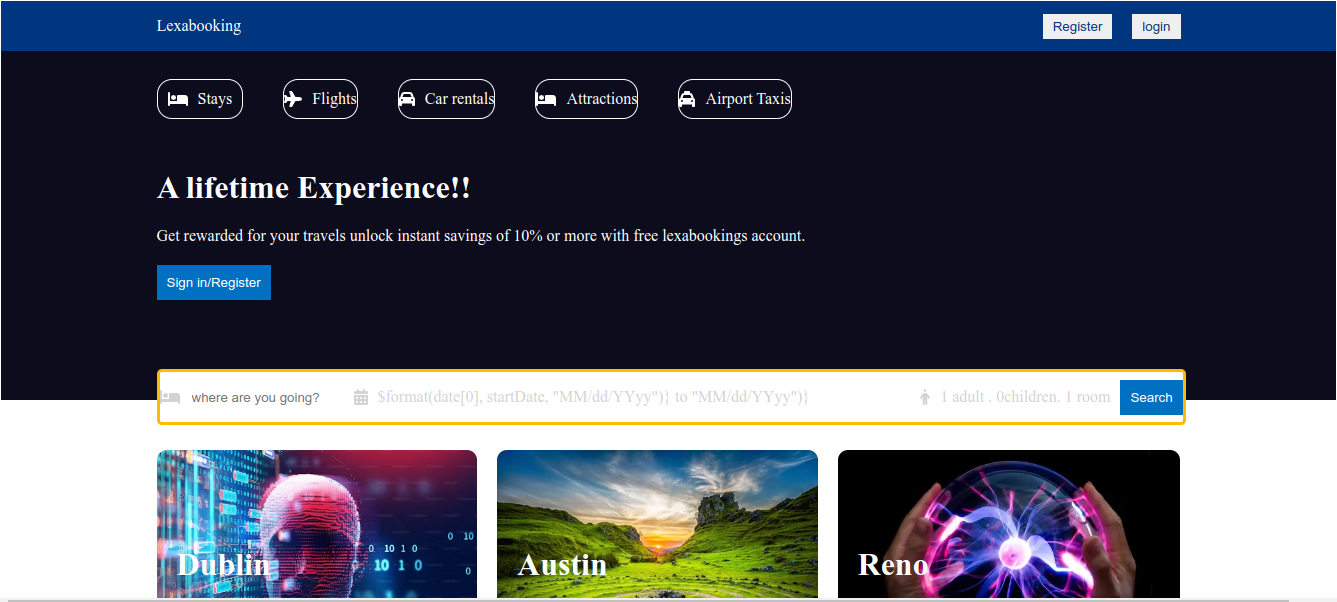 Lexabooking Register login
Stays Flights Car rentals Attractions Airport Taxis
A lifetime Experience!!
Get rewarded for your travels unlock instant savings of 10% or more with free lexabookings account.
Sign in/Register
where are you going? $format(date[0], startDate, "MM/dd/YYyy")} to "MM/dd/YYyy")} 1 adult . 0children. 1 room Search
0 10
0 10 1 0
10 1 0
0
Dublin Austin Reno